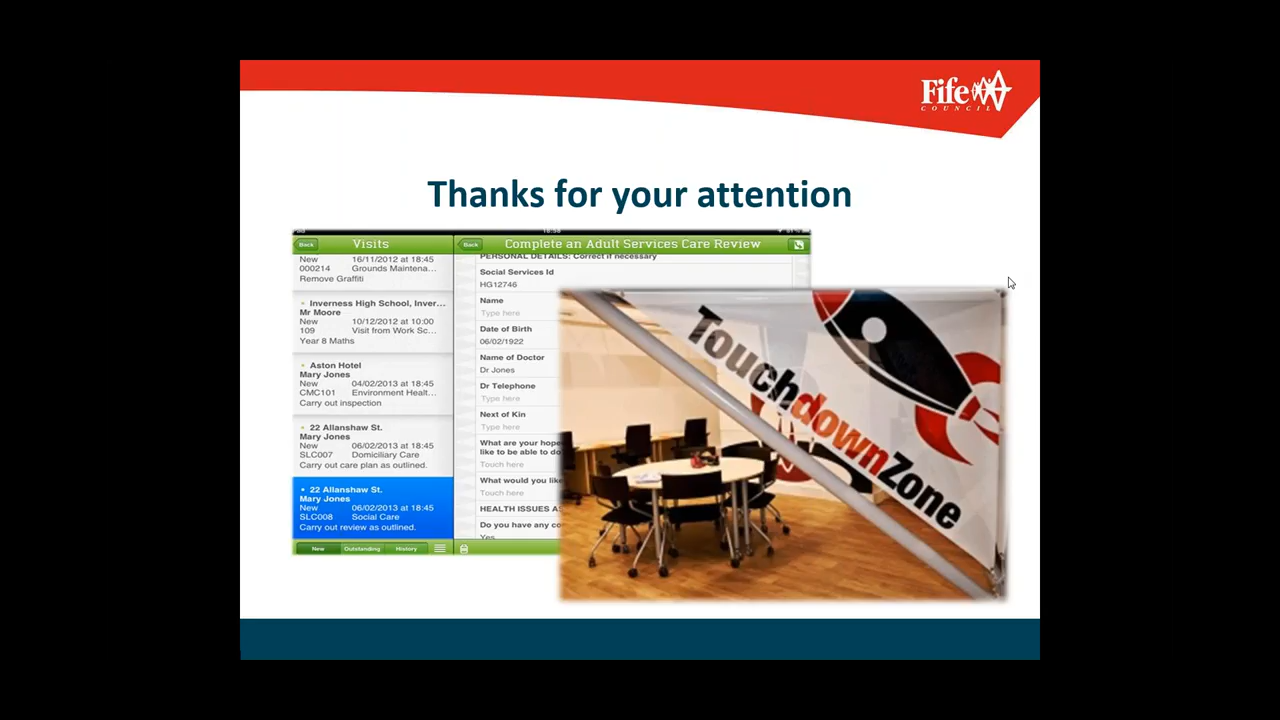 Fife
COUNCIL
Thanks for your attention
Back
Visits
New 16/11/2012 at 18:45
000214 Grounds Maintena...
Remove Graffiti
Inverness High School, Inver...
Mr Moore
New 10/12/2012 at 10:00
109 Visit from Work Sc...
Year 8 Maths
Aston Hotel
Mary Jones
New 04/02/2013 at 18:45
CMC101 Environment Healt...
Carry out inspection
22 Allanshaw St.
Mary Jones
New 06/02/2013 at 18:45
SLC007 Domiciliary Care
Carry out care plan as outlined.
22 Allanshaw St.
Mary Jones
New 06/02/2013 at 18:45
SLC008 Social Care
Carry out review as outlined.
New Outstanding History
Back
Complete an Adult Services Care Review
PERSONAL DETAILS: Correct if necessary
Social Services Id
HG12746
Name
Type here
Date of Birth
06/02/1922
Name of Doctor
Dr Jones
Dr Telephone
Type here
Next of Kin
Type here
What are your hope
like to be able to do
Touch here
What would you like
Touch here
HEALTH ISSUES A
Do you have any co
Yes
TouchdownZone